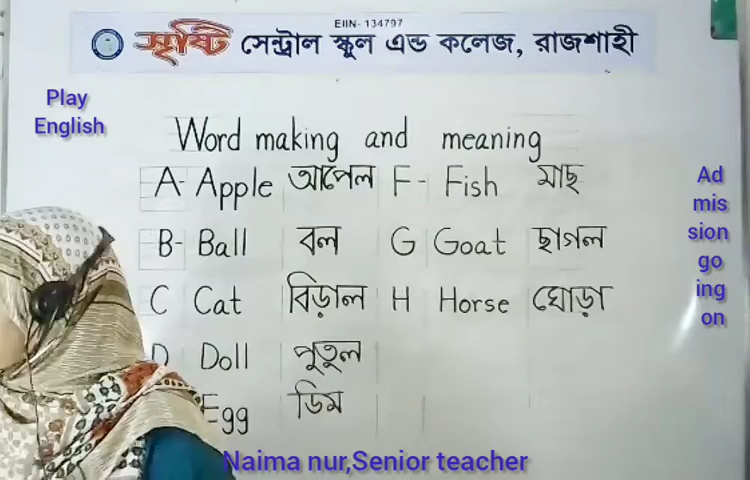 EIIN- 134797
সৃষ্টি সেন্ট্রাল স্কুল এন্ড কলেজ, রাজশাহী
Play
English
Word making and meaning
A- Apple আপেল F- Fish মাছ
B- Ball বল G Goat ছাগল
C Cat বিড়াল H Horse ঘোড়া
D Doll পুতুল
Egg ডিম
Ad
mis
sion
go
ing
on
Naima nur,Senior teacher